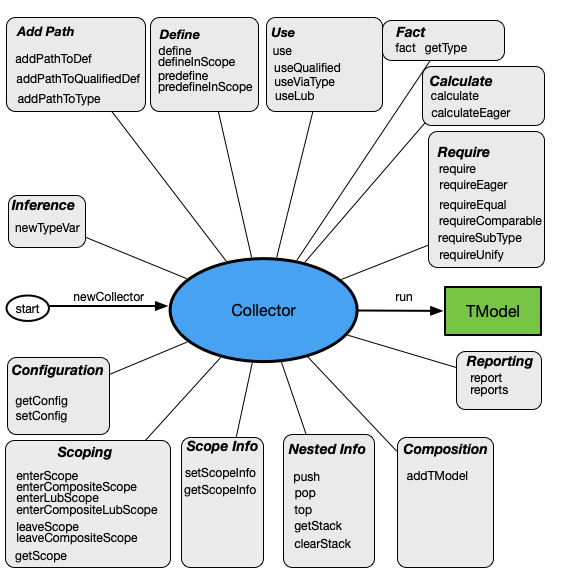 Add Path
addPathToDef
addPathToQualifiedDef
addPathToType
Define
define
defineInScope
predefine
predefineInScope
Use
use
useQualified
useViaType
useLub
Fact
fact getType
Calculate
calculate
calculateEager
Require
require
requireEager
requireEqual
requireComparable
requireSubType
requireUnify
Inference
newTypeVar
start
newCollector
Collector
run
TModel
Configuration
getConfig
setConfig
Reporting
report
reports
Scoping
enterScope
enterCompositeScope
enterLubScope
enterCompositeLubScope
leaveScope
leaveCompositeScope
getScope
Scope Info
setScopeInfo
getScopeInfo
Nested Info
push
pop
top
getStack
clearStack
Composition
addTModel